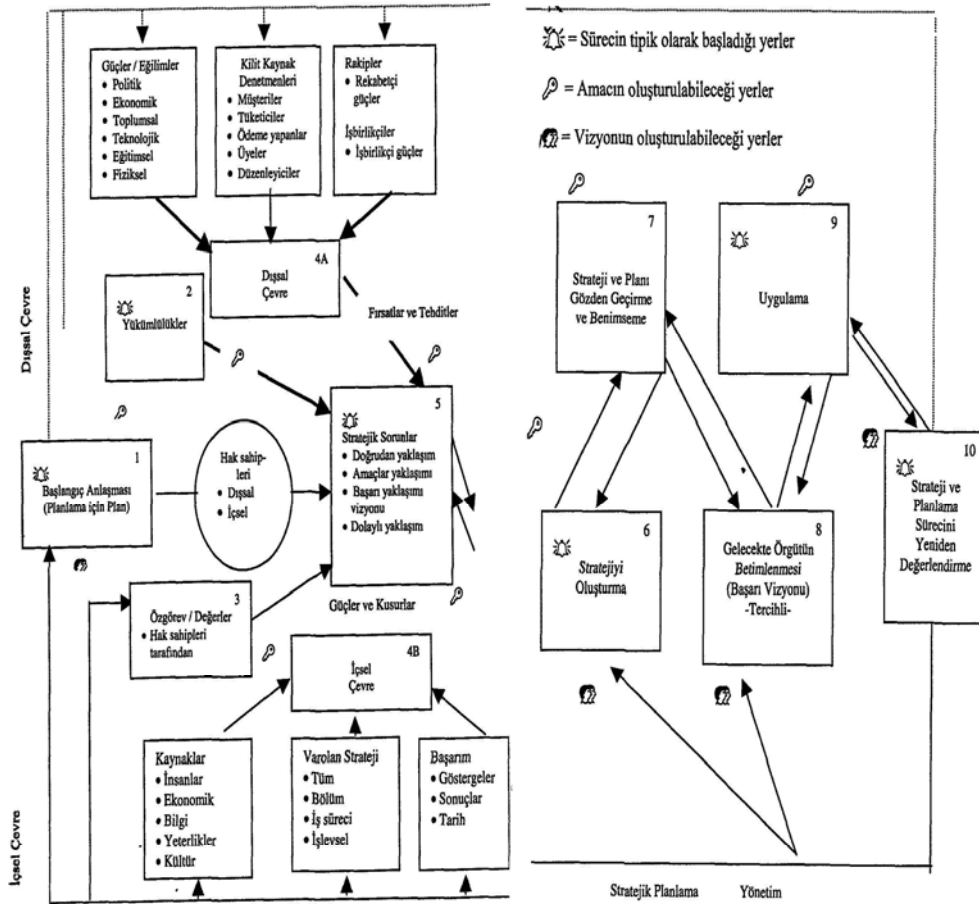 Güçler / Eğilimler
• Politik
• Ekonomik
• Toplumsal
• Teknolojik
• Eğitimsel
• Fiziksel
Kilit Kaynak
Denetmenleri
• Müşteriler
• Tüketiciler
• Ödeme yapanlar
• Üyeler
• Düzenleyiciler
Rakipler
• Rekabetçi
güçler
İşbirlikçiler
• İşbirlikçi güçler
4A
Dışsal
Çevre
Dışsal Çevre
2
Yükümlülükler
Fırsatlar ve Tehditler
1
Başlangıç Anlaşması
(Planlama için Plan)
Hak sahip-
leri
• Dışsal
• İçsel
5
Stratejik Sorunlar
• Doğrudan yaklaşım
• Amaçlar yaklaşımı
• Başarı yaklaşımı
vizyonu
• Dolaylı yaklaşım
Güçler ve Kusurlar
3
Özgörev / Değerler
• Hak sahipleri
tarafından
4B
İçsel
Çevre
İçsel Çevre
Kaynaklar
• İnsanlar
• Ekonomik
• Bilgi
• Yeterlikler
• Kültür
Varolan Strateji
• Tüm
• Bölüm
• İş süreci
• İşlevsel
Başarım
• Göstergeler
• Sonuçlar
• Tarih
= Sürecin tipik olarak başladığı yerler
= Amacın oluşturulabileceği yerler
= Vizyonun oluşturulabileceği yerler
7
Strateji ve Planı
Gözden Geçirme
ve Benimseme
9
Uygulama
6
Stratejiyi
Oluşturma
8
Gelecekte Örgütün
Betimlenmesi
(Başarı Vizyonu)
-Tercihli-
10
Strateji ve
Planlama
Sürecini
Yeniden
Değerlendirme
Stratejik Planlama
Yönetim